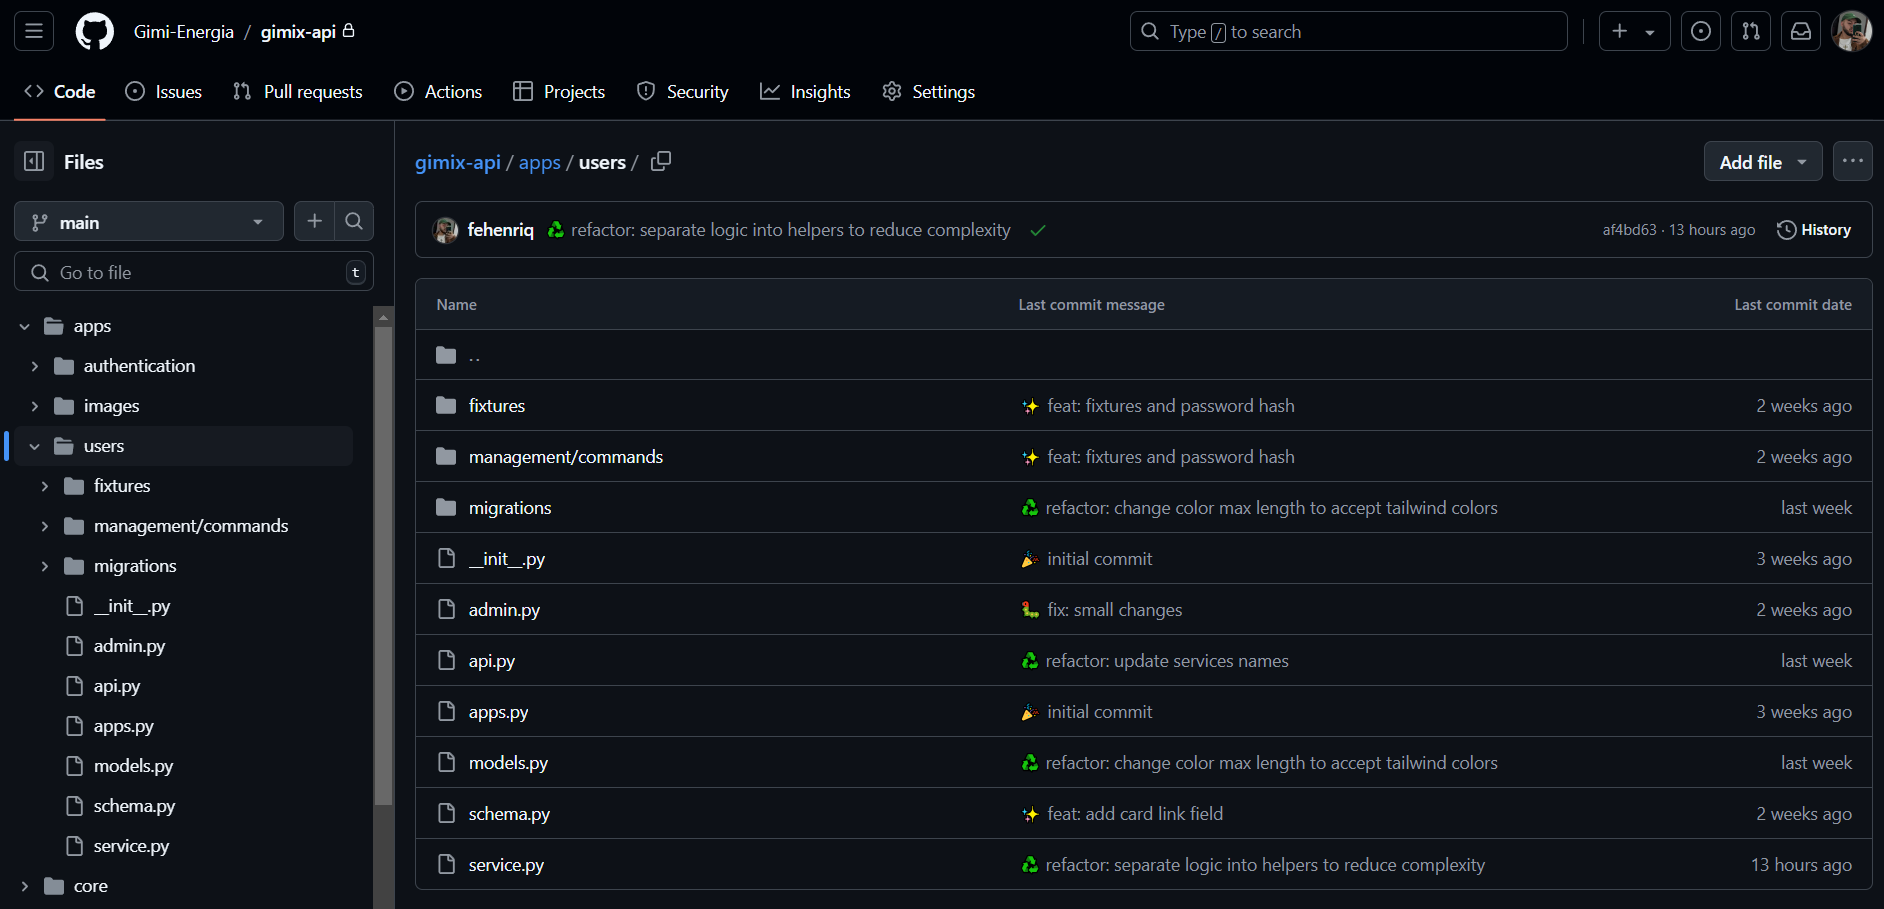 Gimi-Energia / gimix-api
Type / to search
Code
Issues
Pull requests
Actions
Projects
Security
Insights
Settings
Files
main
Go to file
t
apps
authentication
images
users
fixtures
management/commands
migrations
__init__.py
admin.py
api.py
apps.py
models.py
schema.py
service.py
core
gimix-api / apps / users /
Add file
fehenriq ♻️ refactor: separate logic into helpers to reduce complexity
af4bd63 · 13 hours ago
History
Name Last commit message Last commit date
..
fixtures ✨ feat: fixtures and password hash 2 weeks ago
management/commands ✨ feat: fixtures and password hash 2 weeks ago
migrations ♻️ refactor: change color max length to accept tailwind colors last week
__init__.py 🎉 initial commit 3 weeks ago
admin.py 🐛 fix: small changes 2 weeks ago
api.py ♻️ refactor: update services names last week
apps.py 🎉 initial commit 3 weeks ago
models.py ♻️ refactor: change color max length to accept tailwind colors last week
schema.py ✨ feat: add card link field 2 weeks ago
service.py ♻️ refactor: separate logic into helpers to reduce complexity 13 hours ago